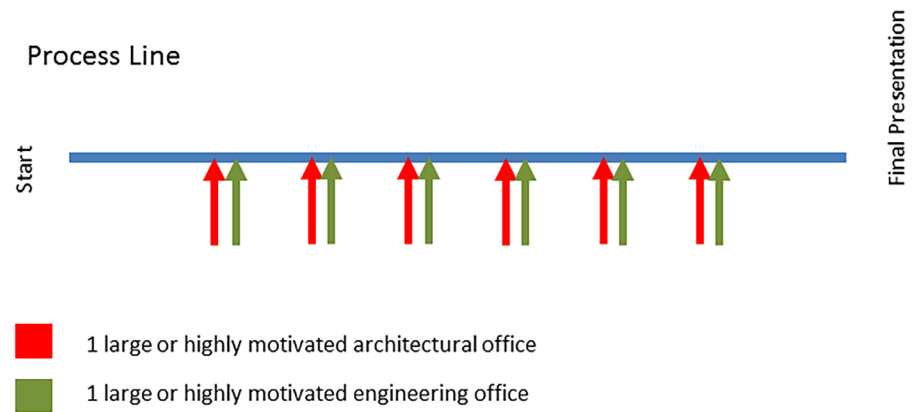 Process Line
Start
Final Presentation
1 large or highly motivated architectural office
1 large or highly motivated engineering office